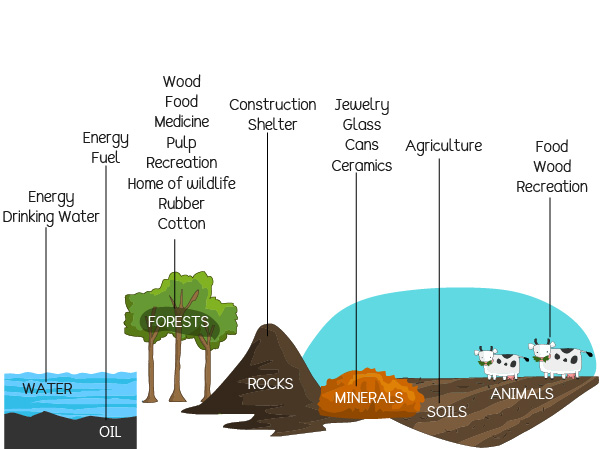 Energy
Drinking Water
WATER
Energy
Fuel
OIL
Wood
Food
Medicine
Pulp
Recreation
Home of wildlife
Rubber
Cotton
FORESTS
Construction
Shelter
ROCKS
Jewelry
Glass
Cans
Ceramics
MINERALS
Agriculture
SOILS
Food
Wood
Recreation
ANIMALS